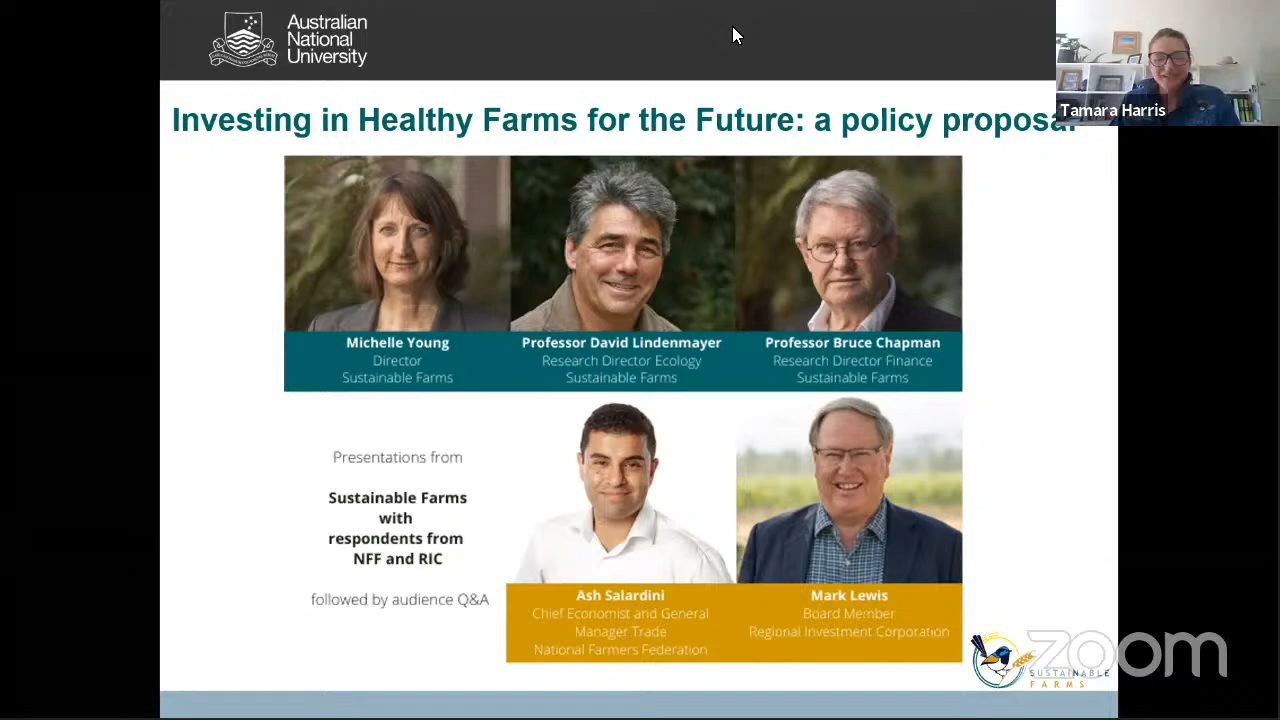 Australian
National
University
Tamara Harris
Investing in Healthy Farms for the Future: a policy proposal
Michelle Young
Director
Sustainable Farms
Professor David Lindenmayer
Research Director Ecology
Sustainable Farms
Professor Bruce Chapman
Research Director Finance
Sustainable Farms
Presentations from
Sustainable Farms
with
respondents from
NFF and RIC
followed by audience Q&A
Ash Salardini
Chief Economist and General
Manager Trade
National Farmers Federation
Mark Lewis
Board Member
Regional Investment Corporation
zoom
SUSTAINABLE
FARMS